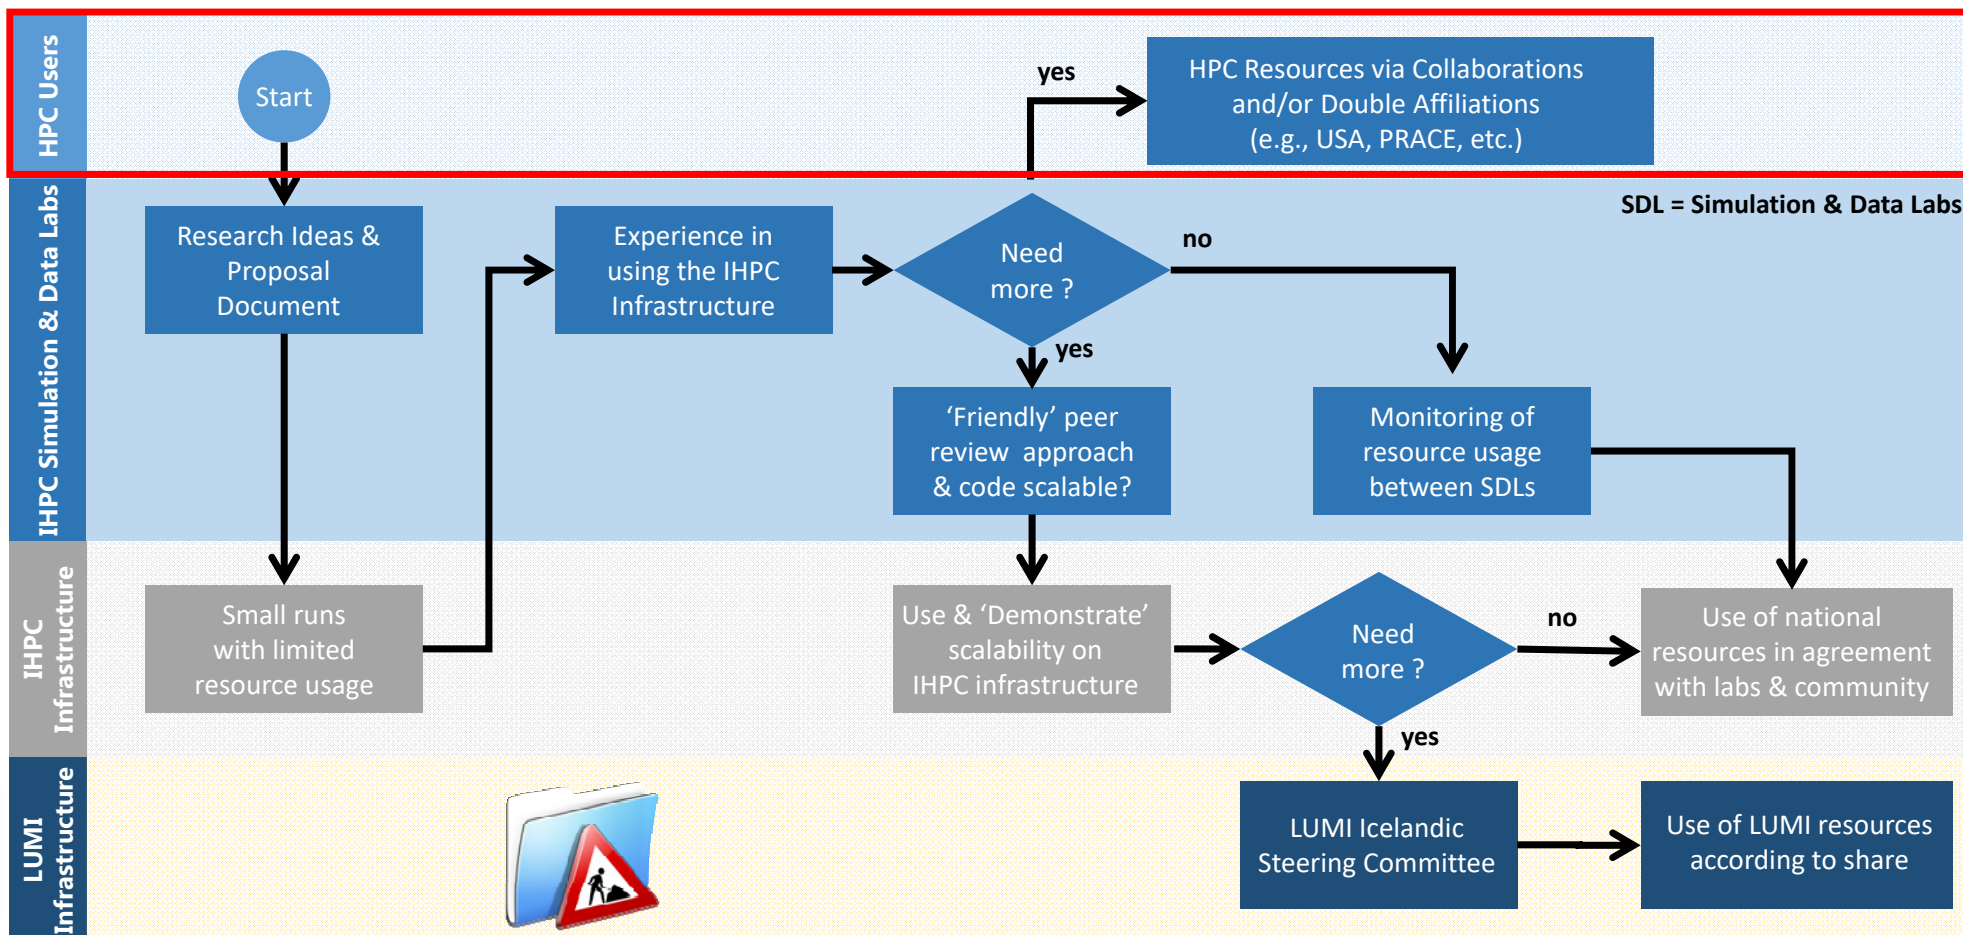 HPC Users
Start
yes
HPC Resources via Collaborations
and/or Double Affiliations
(e.g., USA, PRACE, etc.)
IHPC Simulation & Data Labs
SDL = Simulation & Data Labs
Research Ideas &
Proposal
Document
Experience in
using the IHPC
Infrastructure
Need
more ?
no
yes
‘Friendly’ peer
review approach
& code scalable?
Monitoring of
resource usage
between SDLs
IHPC
Infrastructure
Small runs
with limited
resource usage
Use & ‘Demonstrate’
scalability on
IHPC infrastructure
Need
more ?
no
Use of national
resources in agreement
with labs & community
yes
LUMI
Infrastructure
LUMI Icelandic
Steering Committee
Use of LUMI resources
according to share